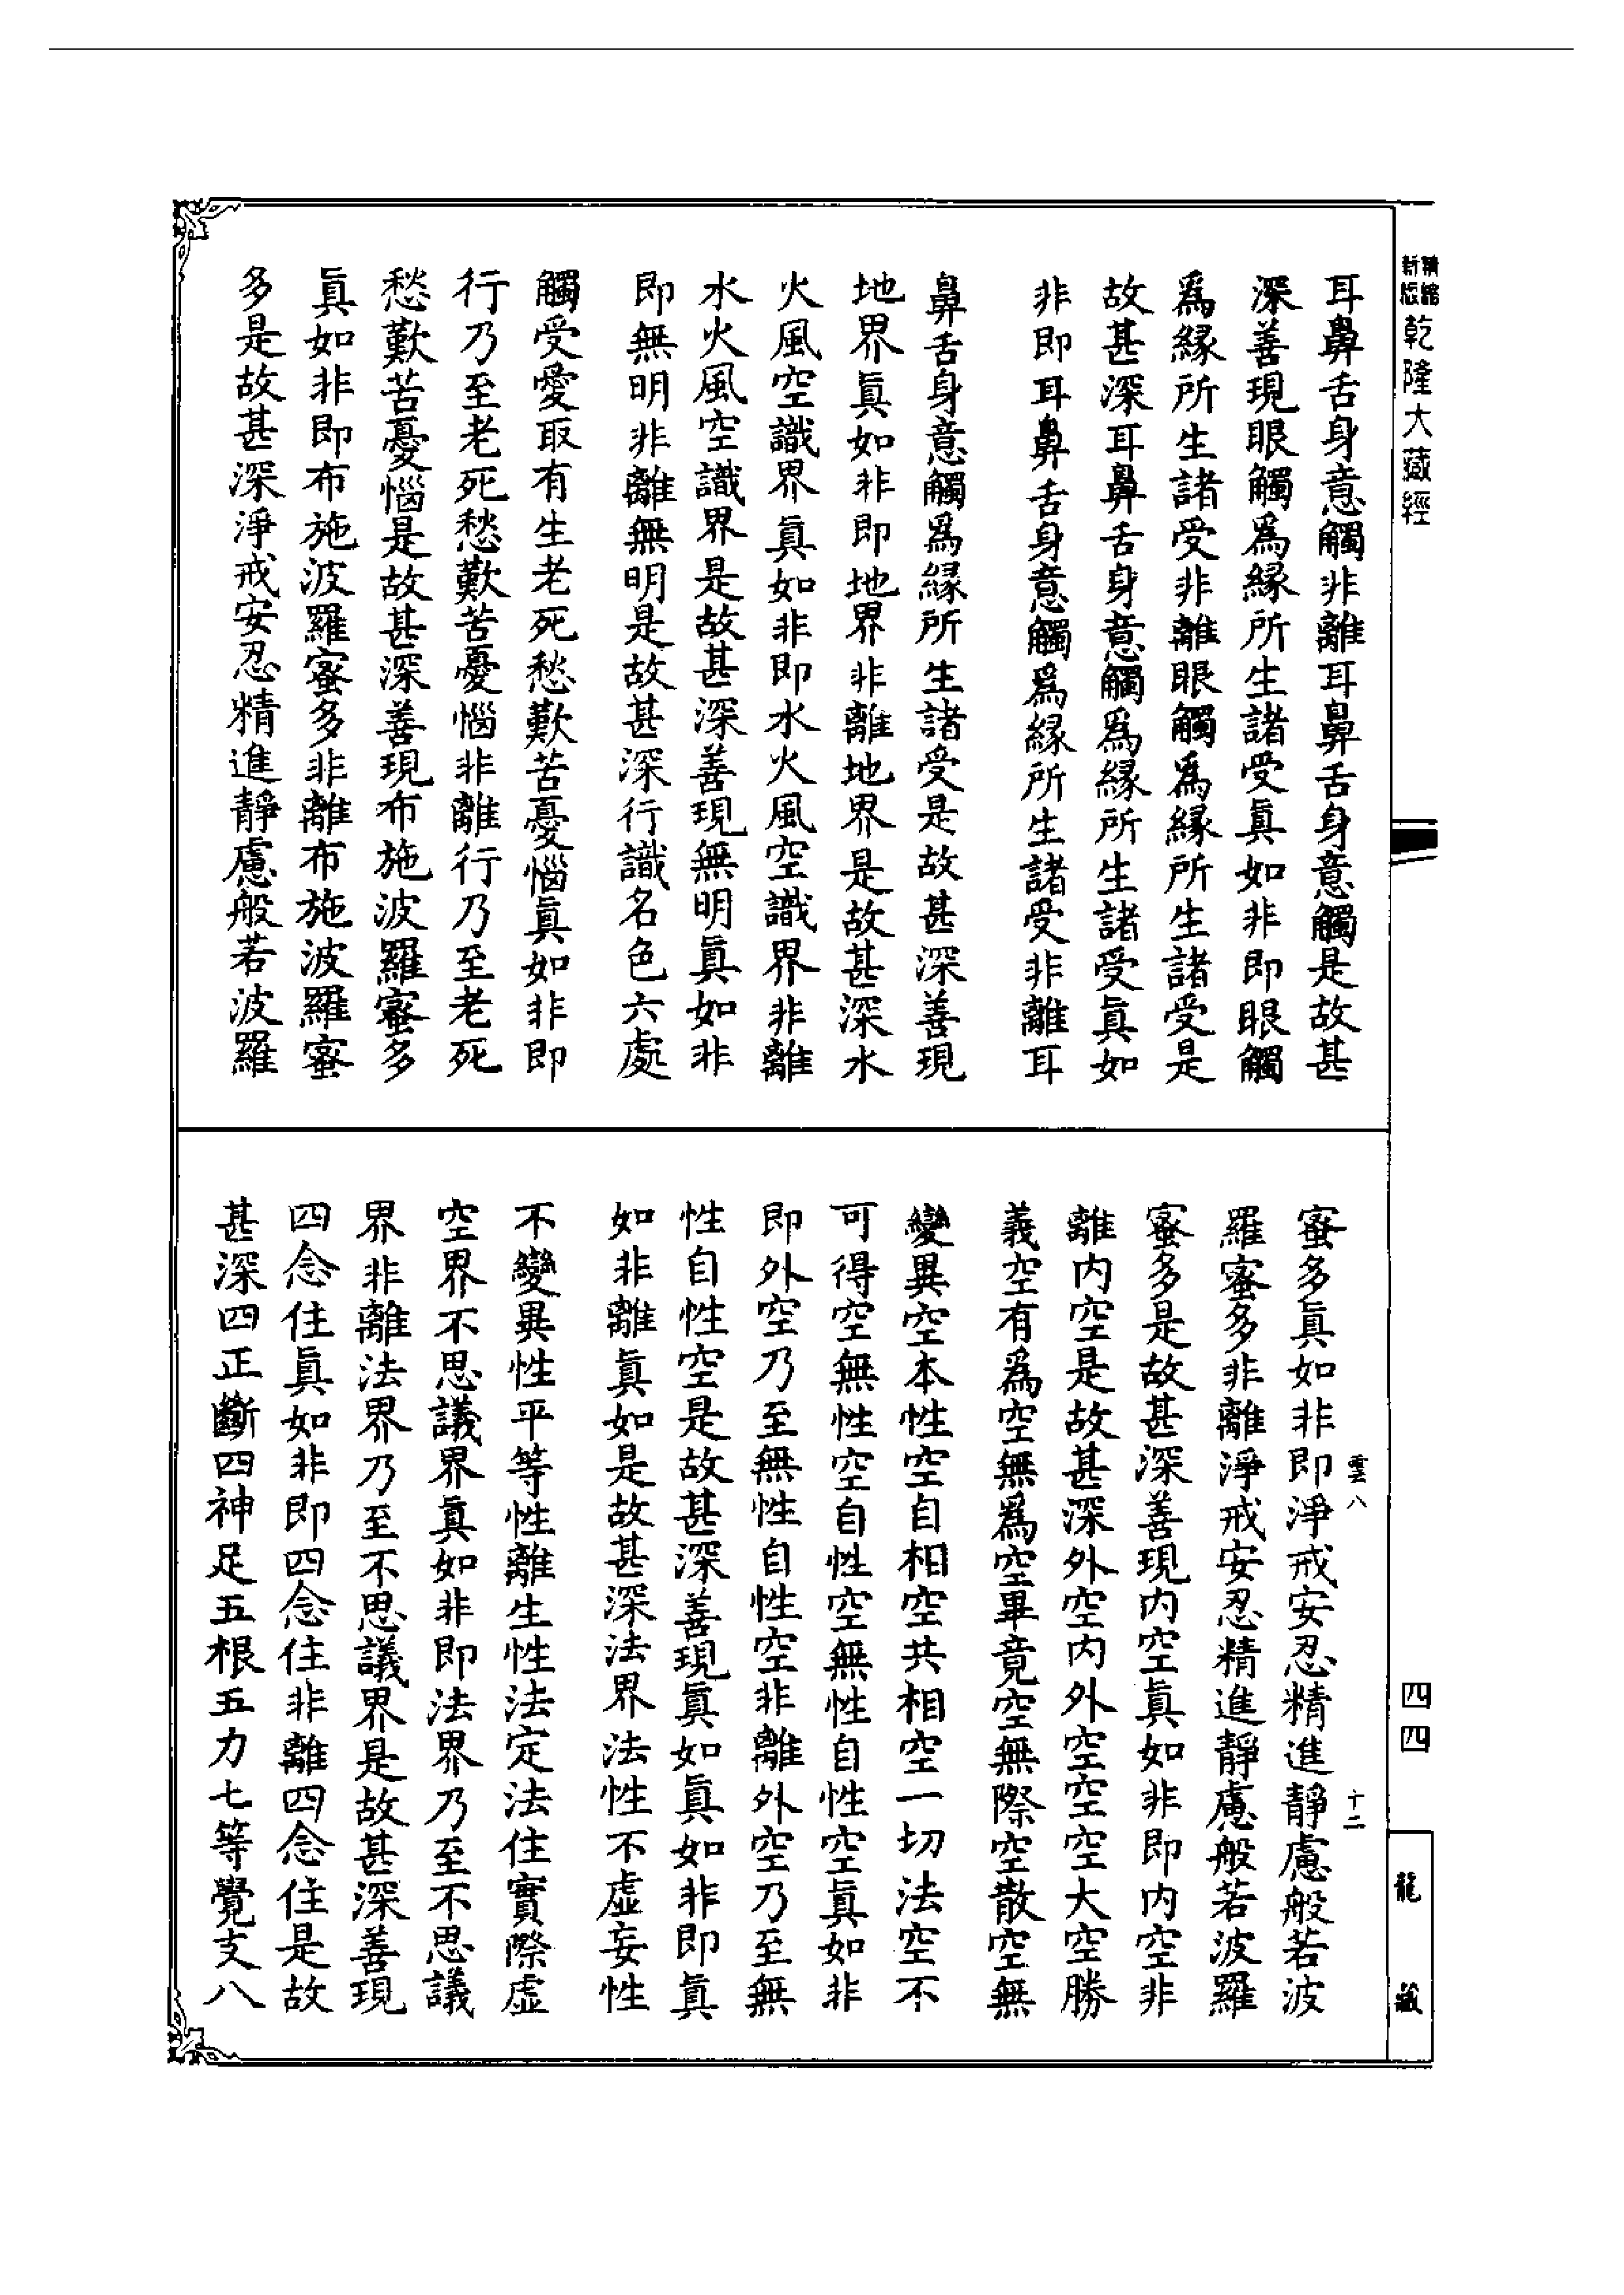 精縮
新版
乾隆大藏經
耳鼻舌身意觸非離耳鼻舌身意觸是故甚
深善現眼觸爲緣所生諸受眞如非即眼觸
爲緣所生諸受非離眼觸爲緣所生諸受是
故甚深耳鼻舌身意觸爲緣所生諸受眞如
非即耳鼻舌身意觸爲緣所生諸受非離耳
鼻舌身意觸爲緣所生諸受是故甚深善現
地界眞如非即地界非離地界是故甚深水
火風空識界眞如非即水火風空識界非離
水火風空識界是故甚深善現無明眞如非
即無明非離無明是故甚深行識名色六處
觸受愛取有生老死愁歎苦憂惱眞如非即
行乃至老死愁歎苦憂惱非離行乃至老死
愁歎苦憂惱是故甚深善現布施波羅蜜多
眞如非即布施波羅蜜多非離布施波羅蜜
多是故甚深淨戒安忍精進靜慮般若波羅
雲八
十二
蜜多眞如非即淨戒安忍精進靜慮般若波
羅蜜多非離淨戒安忍精進靜慮般若波羅
蜜多是故甚深善現內空眞如非即內空非
離內空是故甚深外空內外空空空大空勝
義空有爲空無爲空畢竟空無際空散空無
變異空本性空自相空共相空一切法空不
可得空無性空自性空無性自性空眞如非
即外空乃至無性自性空非離外空乃至無
性自性空是故甚深善現眞如眞如非即眞
如非離眞如是故甚深法界法性不虛妄性
不變異性平等性離生性法定法住實際虛
空界不思議界眞如非即法界乃至不思議
界非離法界乃至不思議界是故甚深善現
四念住眞如非即四念住非離四念住是故
甚深四正斷四神足五根五力七等覺支八
四四
龍藏